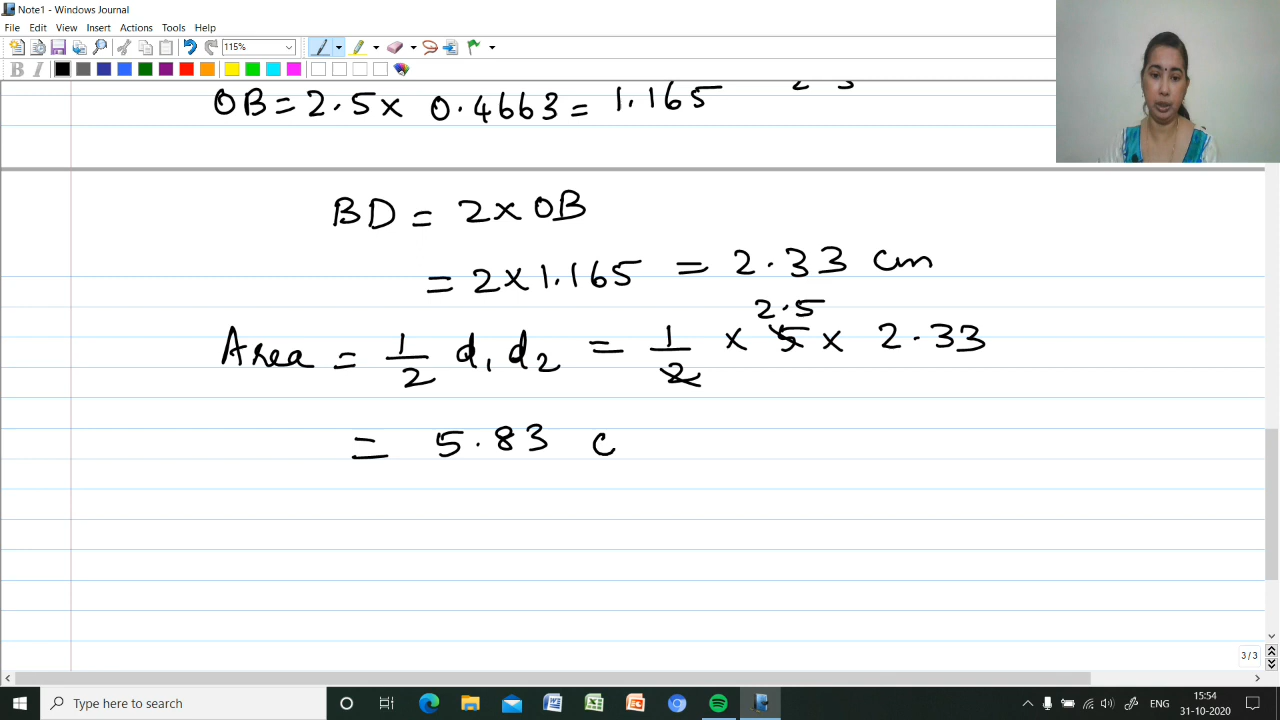 Note1 - Windows Journal
File Edit View Insert Actions Tools Help
115%
B I
OB = 2.5 x 0.4663 = 1.165
BD = 2 x OB
= 2 x 1.165 = 2.33 cm
2.5
Area = 1/2 d1 d2 = 1/2 x 5 x 2.33
= 5.83 c
3/3
Type here to search
ENG
15:54
31-10-2020